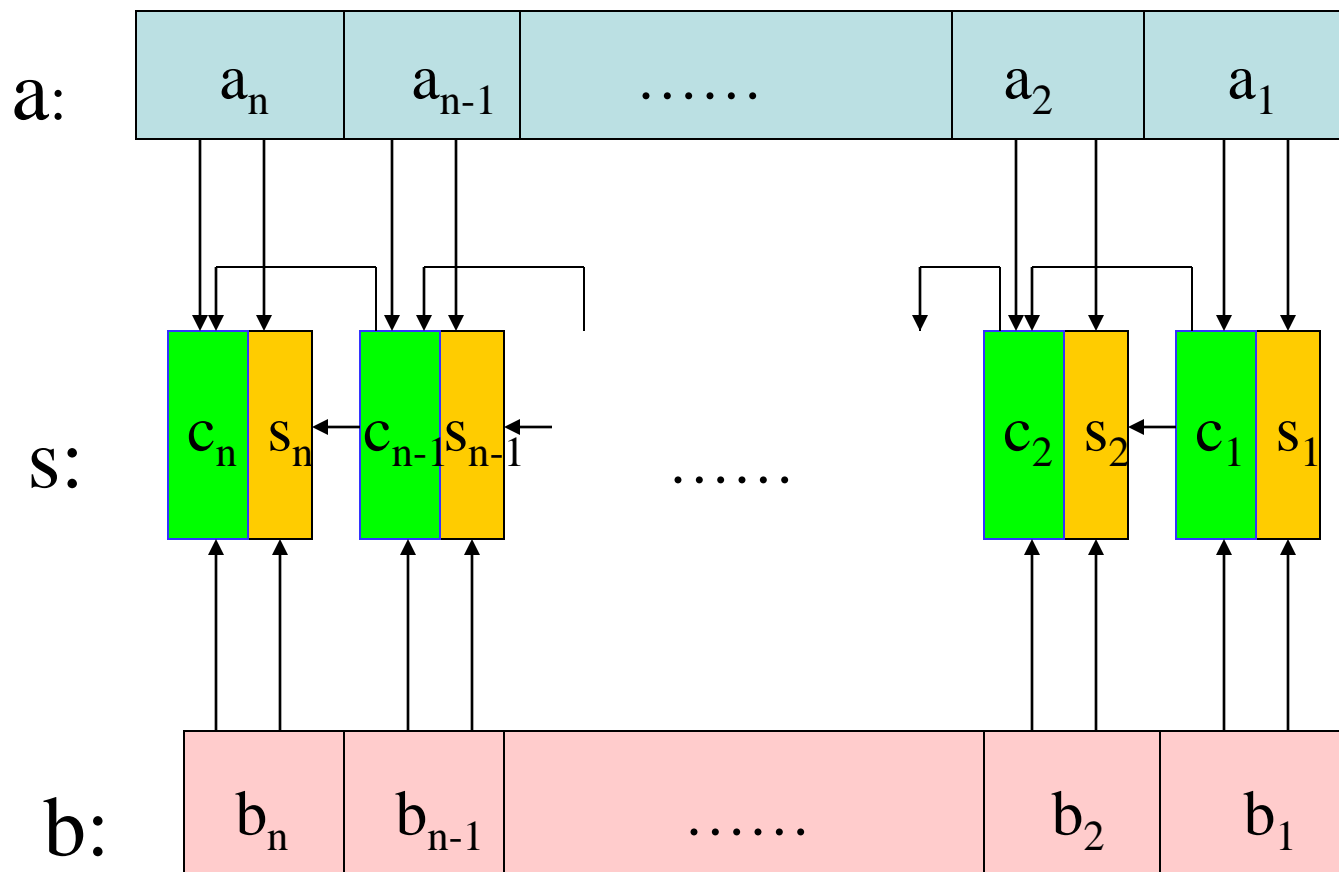 a: aₙ aₙ₋₁ …… a₂ a₁
s: cₙ sₙ cₙ₋₁ sₙ₋₁ …… c₂ s₂ c₁ s₁
b: bₙ bₙ₋₁ …… b₂ b₁